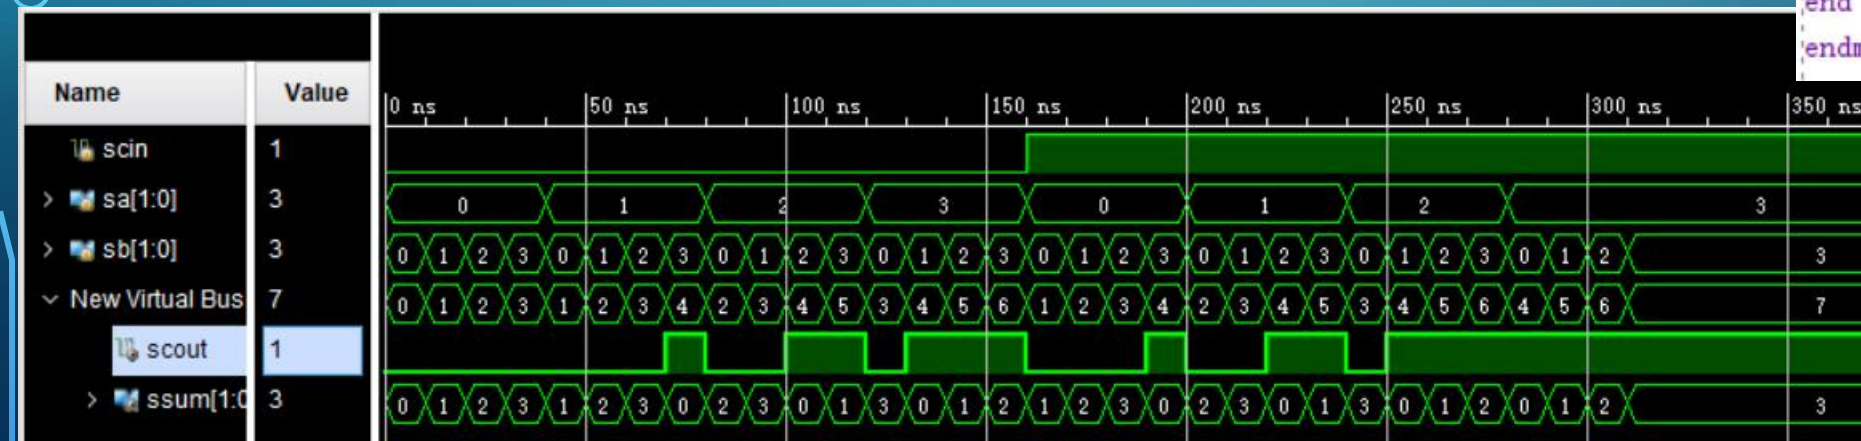 end
endm
Name Value 0 ns 50 ns 100 ns 150 ns 200 ns 250 ns 300 ns 350 ns
scin 1
sa[1:0] 3 0 1 2 3 0 1 2 3
sb[1:0] 3 0 1 2 3 0 1 2 3 0 1 2 3 0 1 2 3 0 1 2 3 0 1 2 3 0 1 2 3 0 1 2 3
New Virtual Bus 7 0 1 2 3 1 2 3 4 2 3 4 5 3 4 5 6 1 2 3 4 2 3 4 5 3 4 5 6 4 5 6 7
scout 1
ssum[1:0 3 0 1 2 3 1 2 3 0 2 3 0 1 3 0 1 2 1 2 3 0 2 3 0 1 3 0 1 2 0 1 2 3